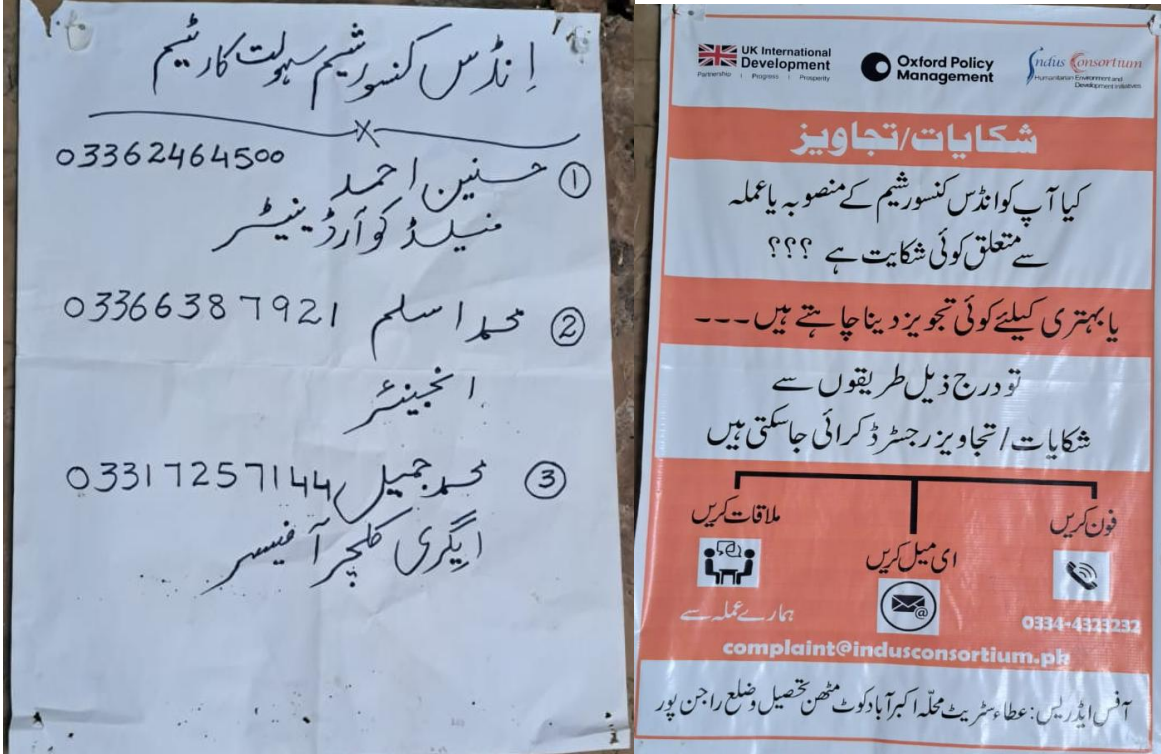 انڈس کنسورشیم سہولت کار ٹیم
① حسنین احمد 03362464500
فیلڈ کوآرڈینیٹر
② محمد اسلم 03366387921
انجینئر
③ محمد جمیل 03317257144
ایگری کلچر آفیسر
UK International
Development
Partnership | Progress | Prosperity
Oxford Policy
Management
Indus Consortium
Humanitarian, Environment and
Development Initiatives
شکایات/تجاویز
کیا آپ کو انڈس کنسورشیم کے منصوبہ یا عملہ
سے متعلق کوئی شکایت ہے ؟؟؟
یا بہتری کیلئے کوئی تجویز دینا چاہتے ہیں ---
تو درج ذیل طریقوں سے
شکایات/تجاویز رجسٹرڈ کرائی جاسکتی ہیں
فون کریں
0334-4323232
ای میل کریں
ملاقات کریں
ہمارے عملہ سے
complaint@indusconsortium.pk
آفس ایڈریس: عطاء سٹریٹ محلّہ اکبر آباد کوٹ مٹھن تحصیل و ضلع راجن پور